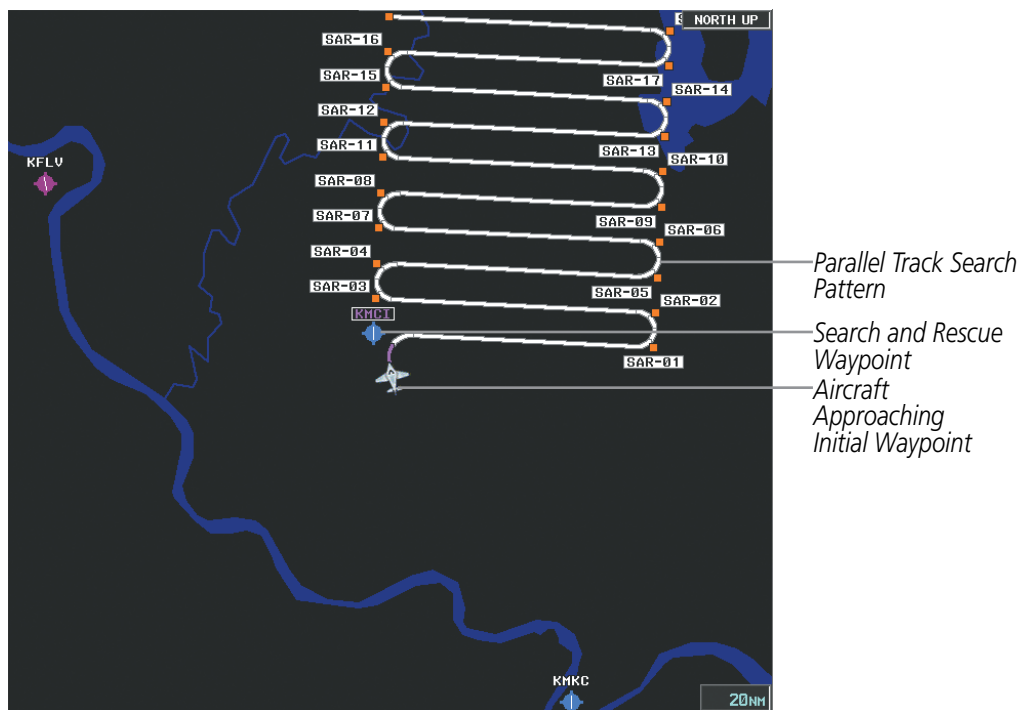 S
NORTH UP
SAR-16
SAR-17
SAR-15
SAR-14
SAR-12
SAR-13
SAR-11
SAR-10
KFLV
SAR-08
SAR-09
SAR-07
SAR-06
SAR-04
SAR-05
SAR-03
SAR-02
KMCI
SAR-01
Parallel Track Search
Pattern
Search and Rescue
Waypoint
Aircraft
Approaching
Initial Waypoint
KMKC
20NM